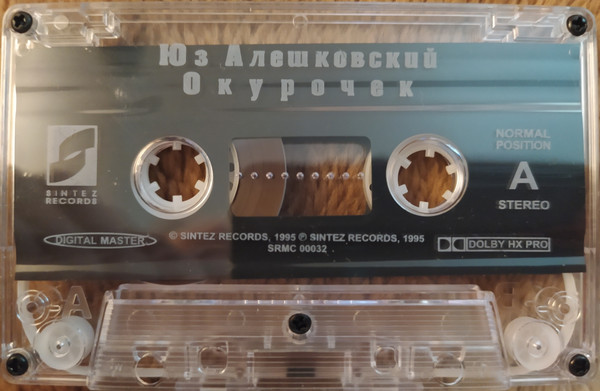 Юз Алешковский
Окурочек
SINTEZ
RECORDS
NORMAL
POSITION
A
STEREO
DIGITAL MASTER
© SINTEZ RECORDS, 1995 ℗ SINTEZ RECORDS, 1995
SRMC 00032
DOLBY HX PRO
A